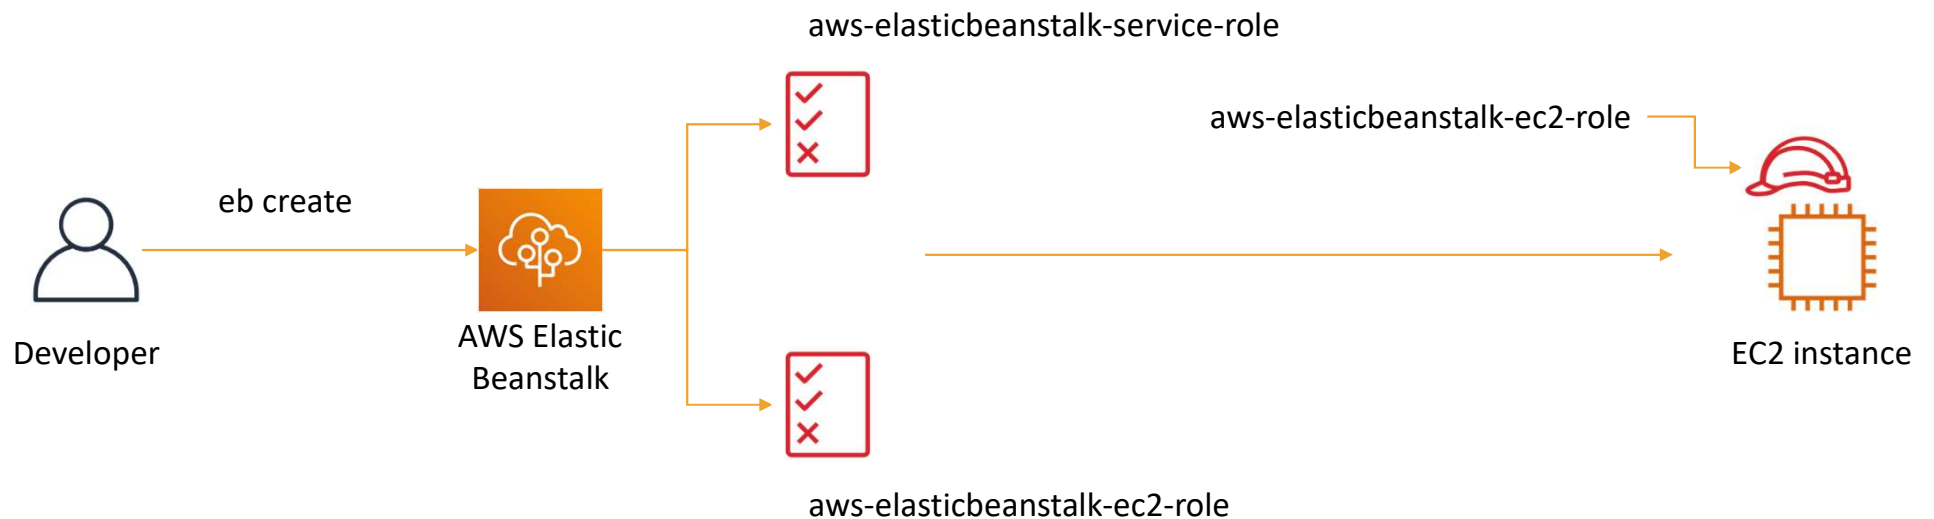 aws-elasticbeanstalk-service-role
aws-elasticbeanstalk-ec2-role
eb create
AWS Elastic
Beanstalk
Developer
EC2 instance
aws-elasticbeanstalk-ec2-role